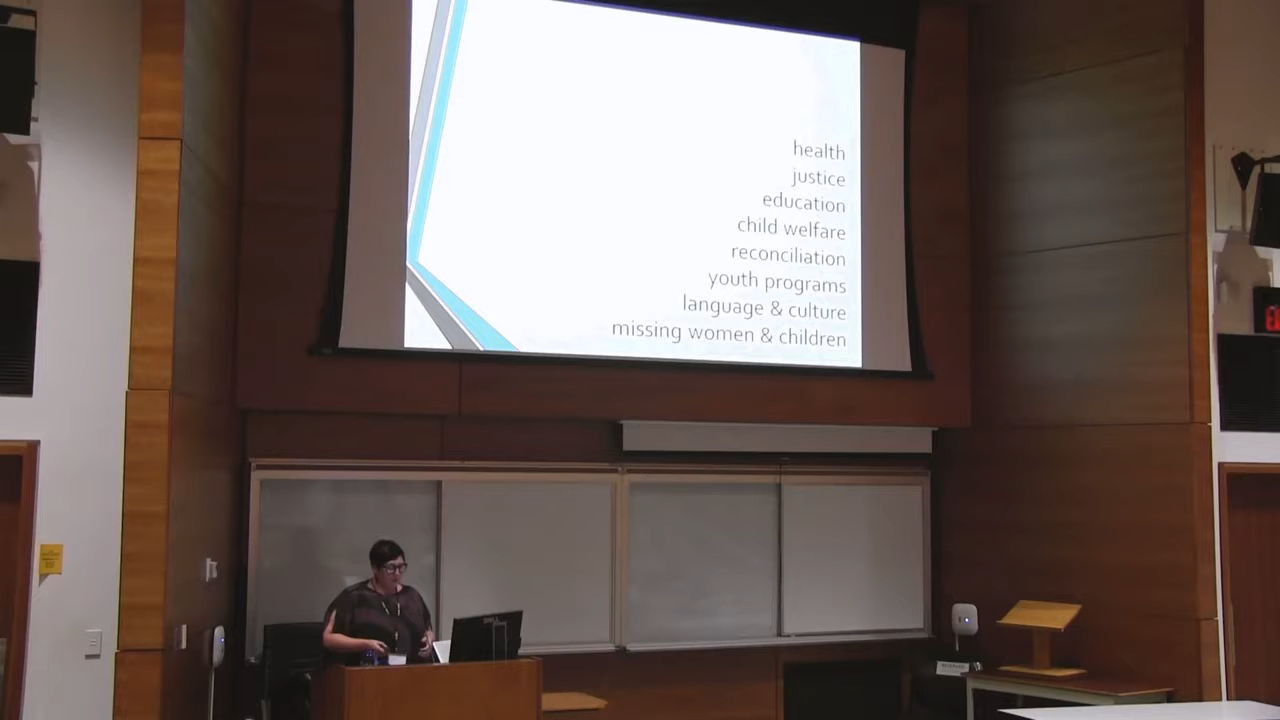 health
justice
education
child welfare
reconciliation
youth programs
language & culture
missing women & children